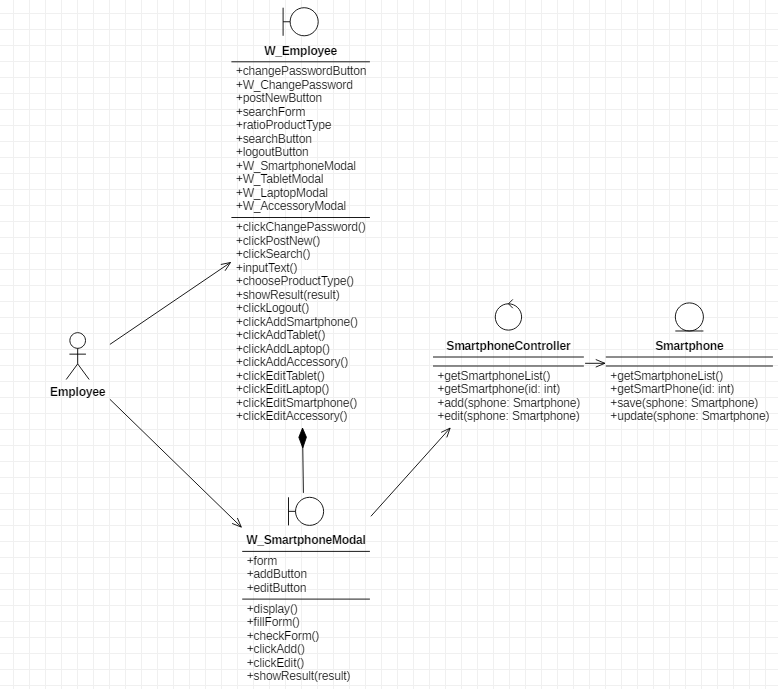 W_Employee
+changePasswordButton
+W_ChangePassword
+postNewButton
+searchForm
+ratioProductType
+searchButton
+logoutButton
+W_SmartphoneModal
+W_TabletModal
+W_LaptopModal
+W_AccessoryModal
+clickChangePassword()
+clickPostNew()
+clickSearch()
+inputText()
+chooseProductType()
+showResult(result)
+clickLogout()
+clickAddSmartphone()
+clickAddTablet()
+clickAddLaptop()
+clickAddAccessory()
+clickEditTablet()
+clickEditLaptop()
+clickEditSmartphone()
+clickEditAccessory()
Employee
SmartphoneController
+getSmartphoneList()
+getSmartphone(id: int)
+add(sphone: Smartphone)
+edit(sphone: Smartphone)
Smartphone
+getSmartphoneList()
+getSmartPhone(id: int)
+save(sphone: Smartphone)
+update(sphone: Smartphone)
W_SmartphoneModal
+form
+addButton
+editButton
+display()
+fillForm()
+checkForm()
+clickAdd()
+clickEdit()
+showResult(result)